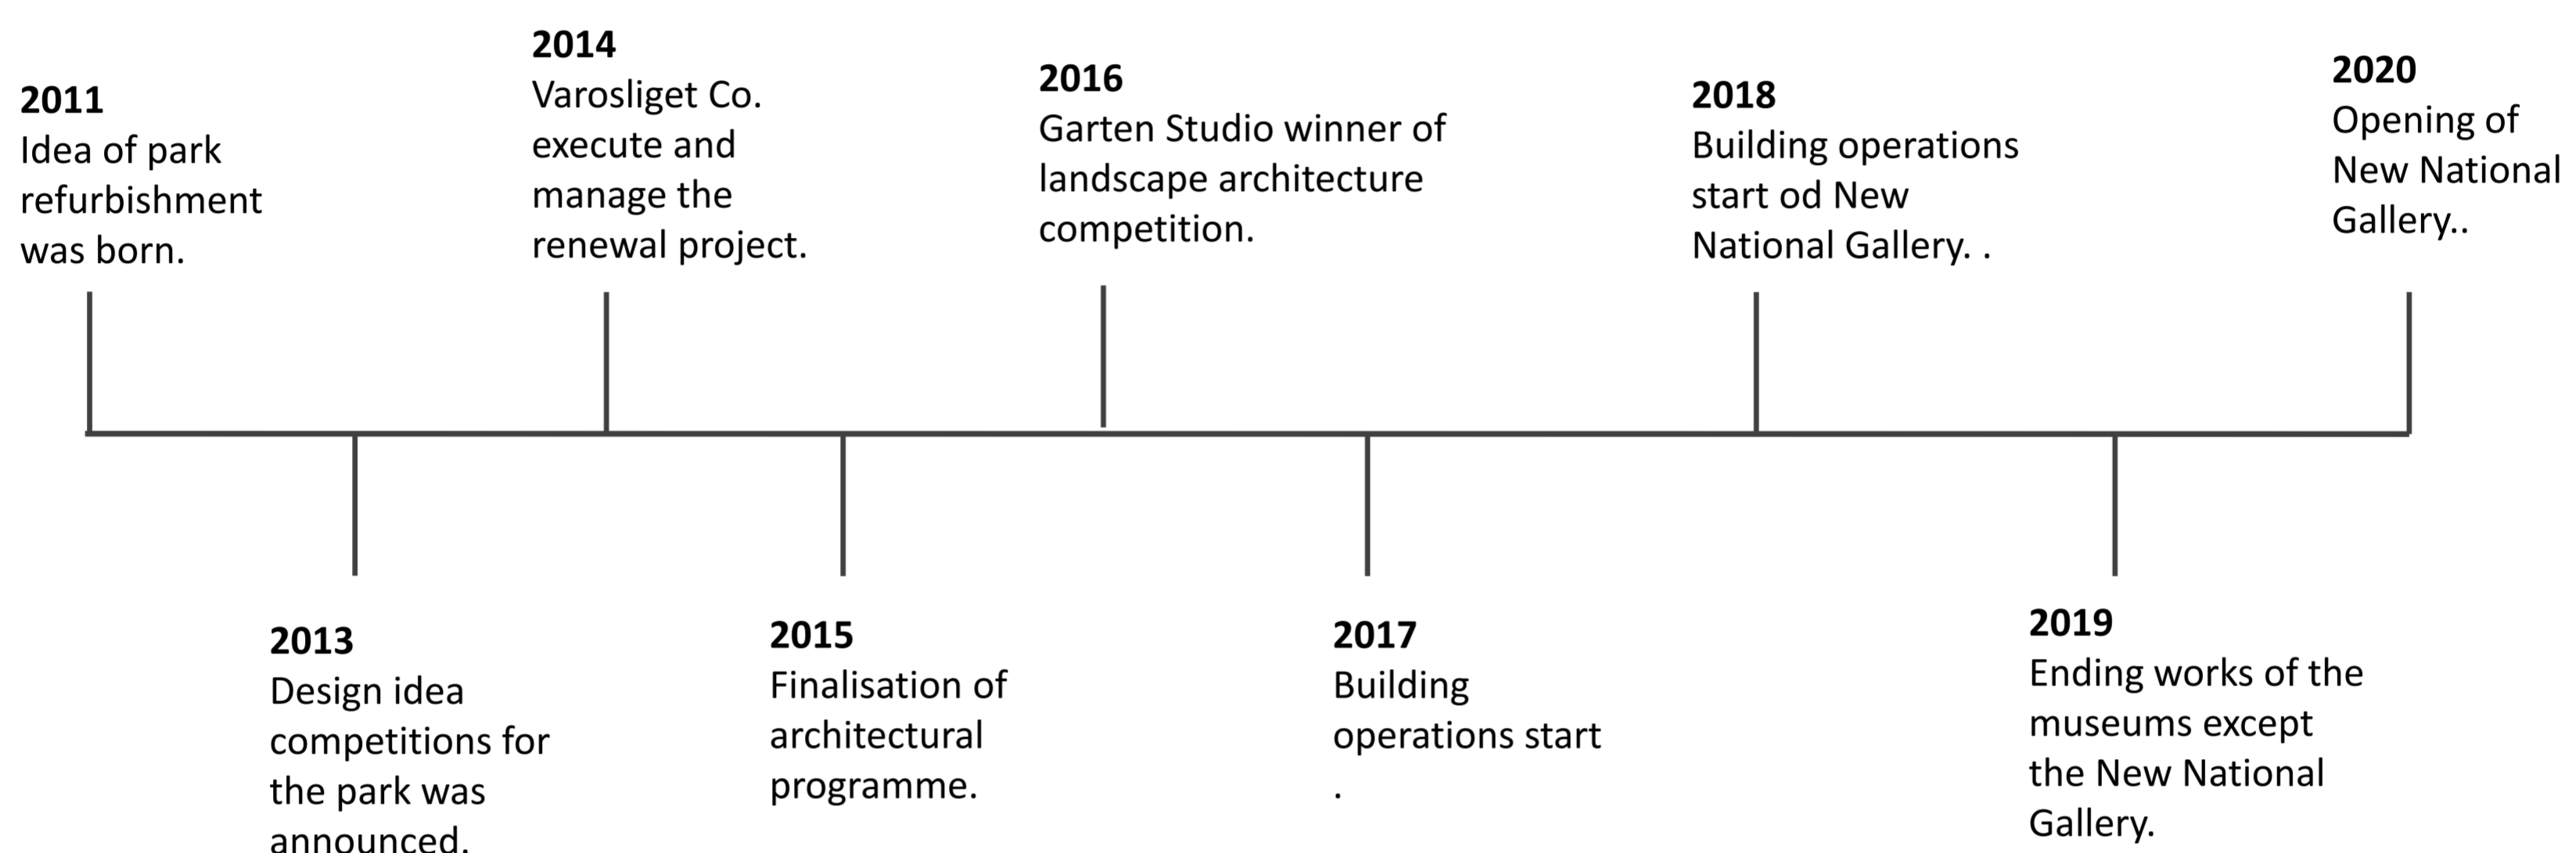 2011
Idea of park
refurbishment
was born.
2013
Design idea
competitions for
the park was
announced.
2014
Varosliget Co.
execute and
manage the
renewal project.
2015
Finalisation of
architectural
programme.
2016
Garten Studio winner of
landscape architecture
competition.
2017
Building
operations start
.
2018
Building operations
start od New
National Gallery. .
2019
Ending works of the
museums except
the New National
Gallery.
2020
Opening of
New National
Gallery..